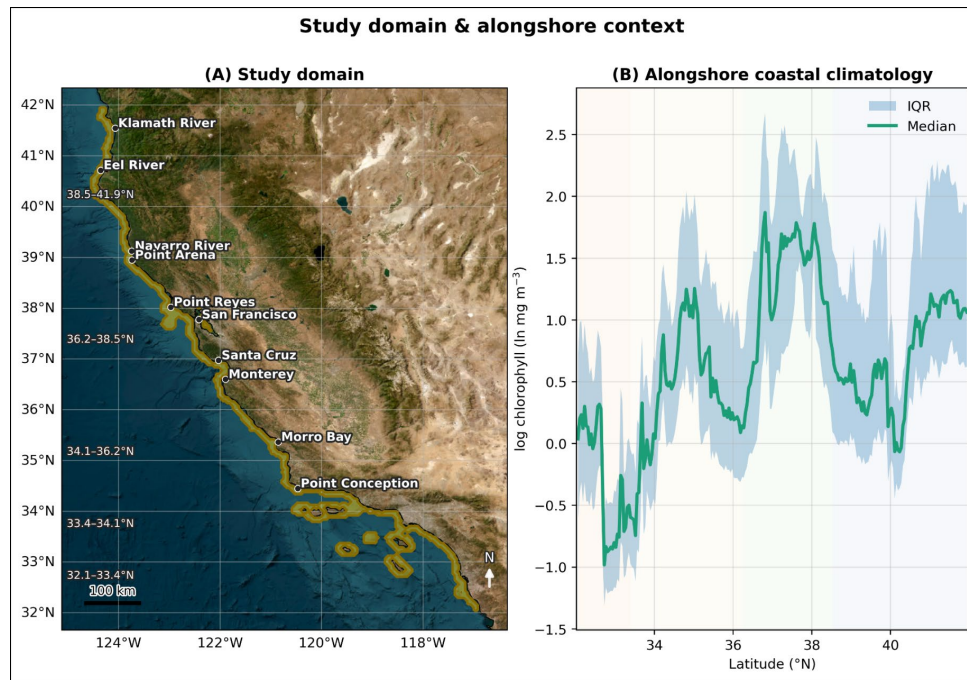 Study domain & alongshore context
(A) Study domain
42°N
41°N
40°N
39°N
38°N
37°N
36°N
35°N
34°N
33°N
32°N
Klamath River
Eel River
38.5–41.9°N
Navarro River
Point Arena
Point Reyes
San Francisco
36.2–38.5°N
Santa Cruz
Monterey
Morro Bay
34.1–36.2°N
Point Conception
33.4–34.1°N
32.1–33.4°N
100 km
N
124°W
122°W
120°W
118°W
(B) Alongshore coastal climatology
IQR
Median
log chlorophyll (ln mg m⁻³)
2.5
2.0
1.5
1.0
0.5
0.0
−0.5
−1.0
−1.5
34
36
38
40
Latitude (°N)